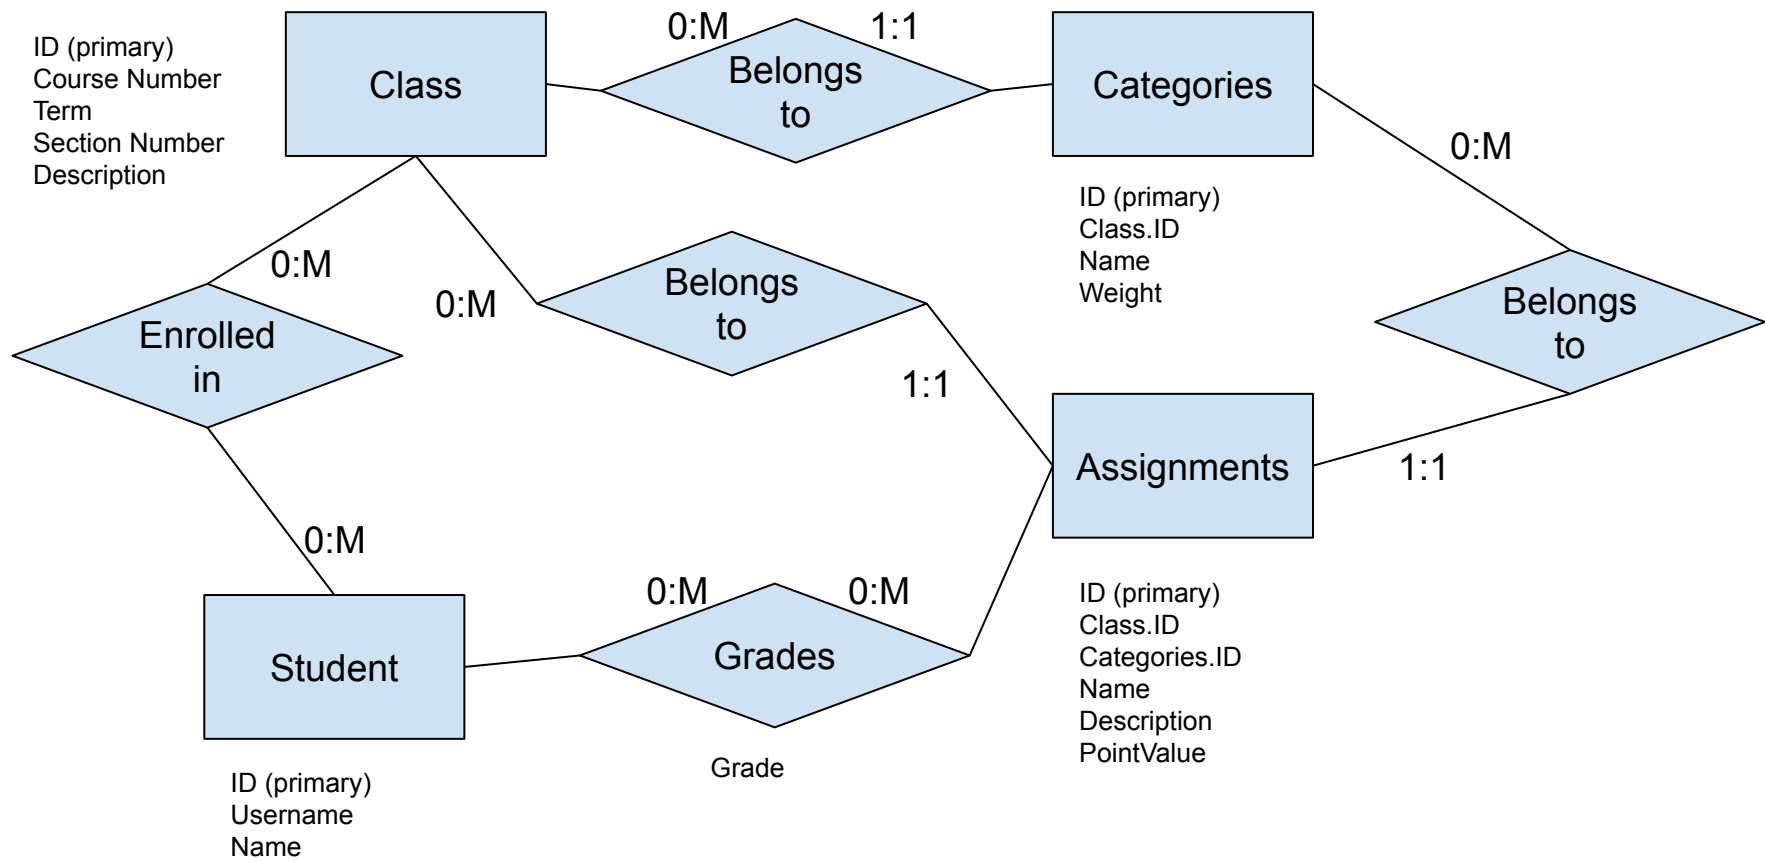 ID (primary)
Course Number
Term
Section Number
Description
Class
0:M
1:1
Belongs
to
Categories
ID (primary)
Class.ID
Name
Weight
0:M
0:M
Enrolled
in
0:M
Belongs
to
1:1
Belongs
to
1:1
Assignments
ID (primary)
Class.ID
Categories.ID
Name
Description
PointValue
0:M
Student
ID (primary)
Username
Name
0:M
0:M
Grades
Grade